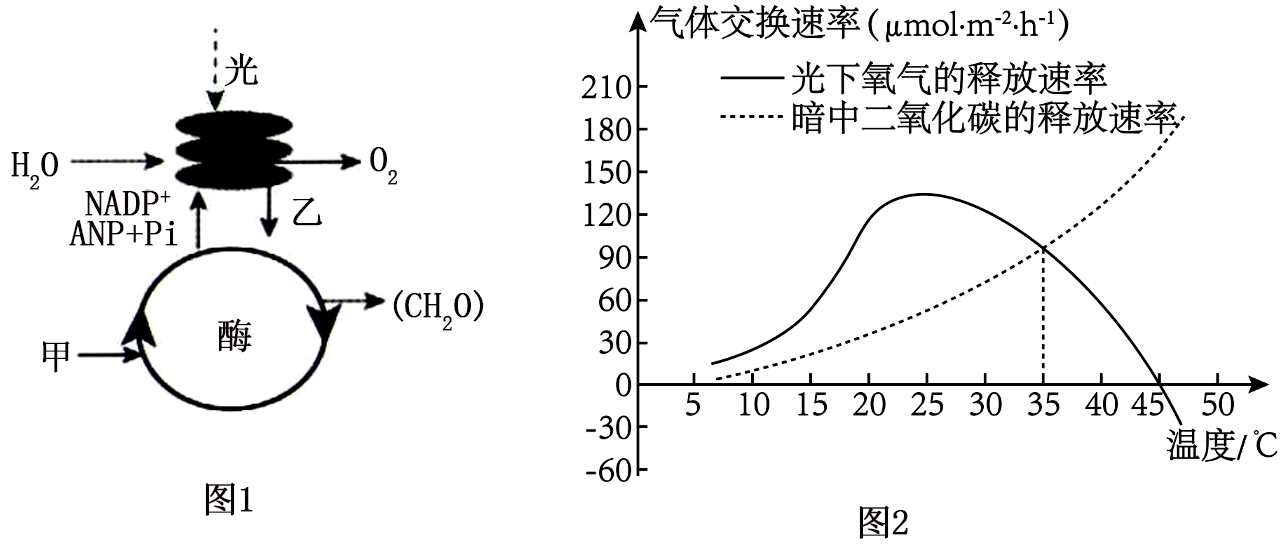 光
H₂O
O₂
NADP⁺
ANP+Pi
乙
酶
(CH₂O)
甲
图1
气体交换速率(μmol·m⁻²·h⁻¹)
光下氧气的释放速率
暗中二氧化碳的释放速率
210
180
150
120
90
60
30
0
-30
-60
5 10 15 20 25 30 35 40 45 50
温度/℃
图2